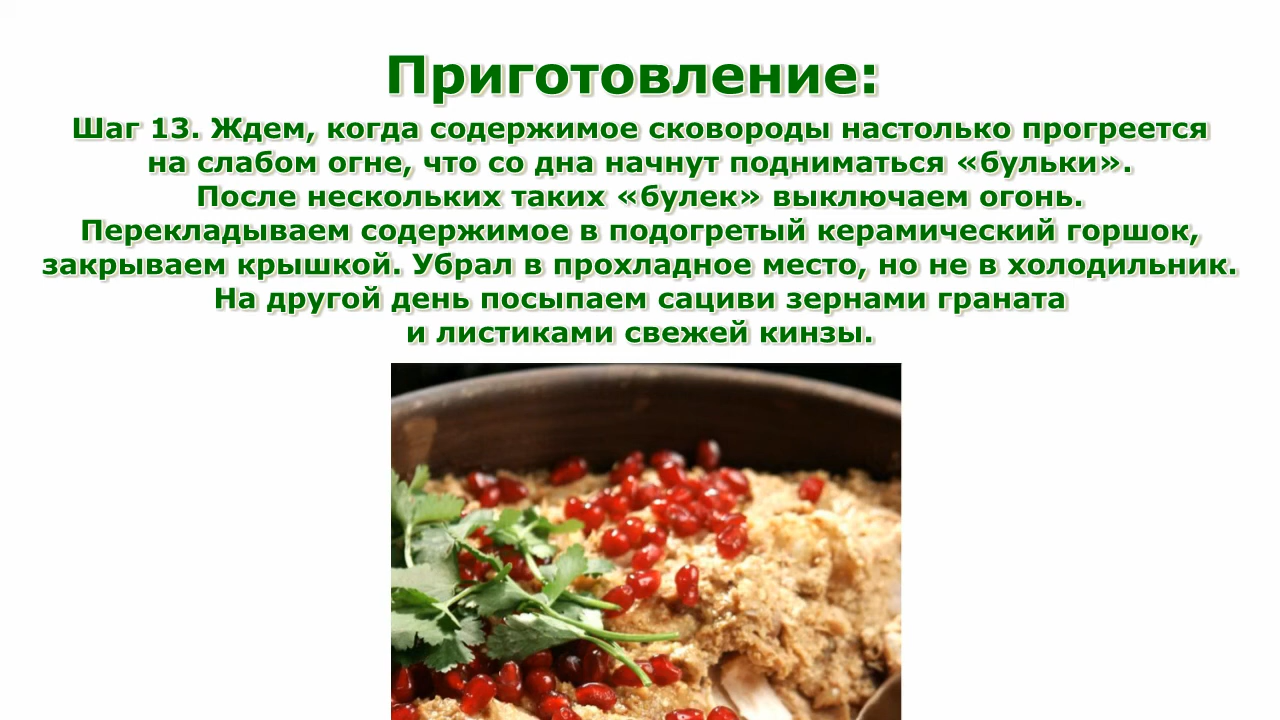 Приготовление:
Шаг 13. Ждем, когда содержимое сковороды настолько прогреется
на слабом огне, что со дна начнут подниматься «бульки».
После нескольких таких «булек» выключаем огонь.
Перекладываем содержимое в подогретый керамический горшок,
закрываем крышкой. Убрал в прохладное место, но не в холодильник.
На другой день посыпаем сациви зернами граната
и листиками свежей кинзы.